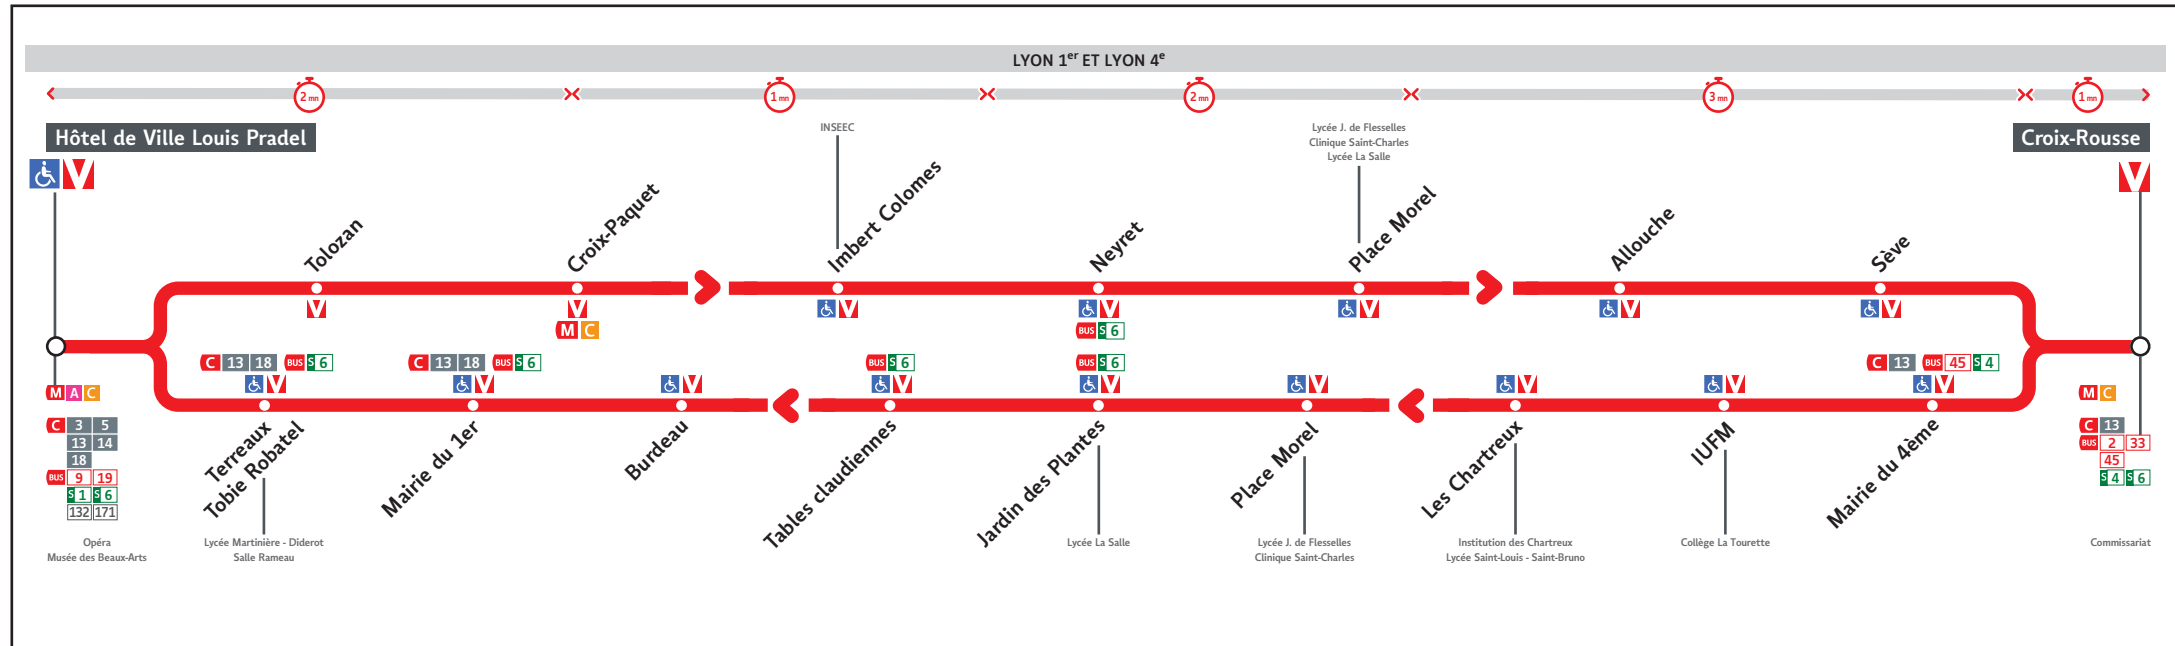 LYON 1er ET LYON 4e
2 mn
1 mn
2 mn
3 mn
1 mn
Hôtel de Ville Louis Pradel
Croix-Rousse
INSEEC
Lycée J. de Flesselles
Clinique Saint-Charles
Lycée La Salle
V
V
Tolozan
Croix-Paquet
Imbert Colomes
Neyret
Place Morel
Allouche
Sève
V
V
V
V
V
V
V
M C
BUS S 6
C 13 18 BUS S 6
C 13 18 BUS S 6
BUS S 6
BUS S 6
C 13 BUS 45 S 4
V
V
V
V
V
V
V
V
V
M A C
C 3 5
13 14
18
BUS 9 19
S 1 S 6
132 171
Opéra
Musée des Beaux-Arts
Terreaux
Tobie Robatel
Mairie du 1er
Burdeau
Tables claudiennes
Jardin des Plantes
Place Morel
Les Chartreux
IUFM
Mairie du 4ème
M C
C 13
BUS 2 33
45
S 4 S 6
Lycée Martinière - Diderot
Salle Rameau
Lycée La Salle
Lycée J. de Flesselles
Clinique Saint-Charles
Institution des Chartreux
Lycée Saint-Louis - Saint-Bruno
Collège La Tourette
Commissariat